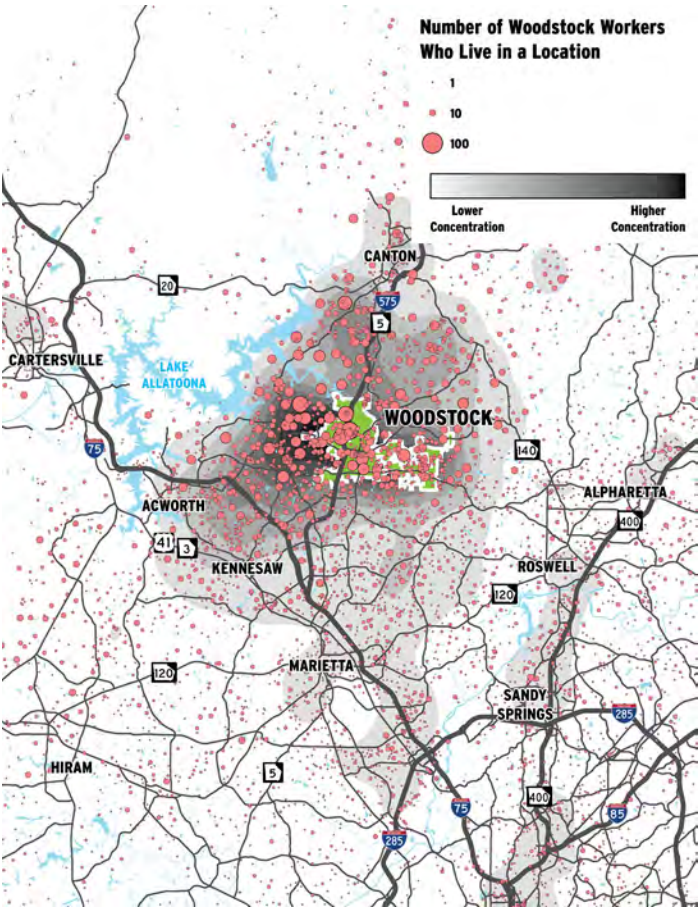 Number of Woodstock Workers
Who Live in a Location
1
10
100
Lower
Concentration
Higher
Concentration
CANTON
20
575
5
CARTERSVILLE
LAKE
ALLATOONA
WOODSTOCK
75
140
ACWORTH
ALPHARETTA
400
41
3
KENNESAW
ROSWELL
120
MARIETTA
120
SANDY
SPRINGS
285
HIRAM
5
400
75
85
285